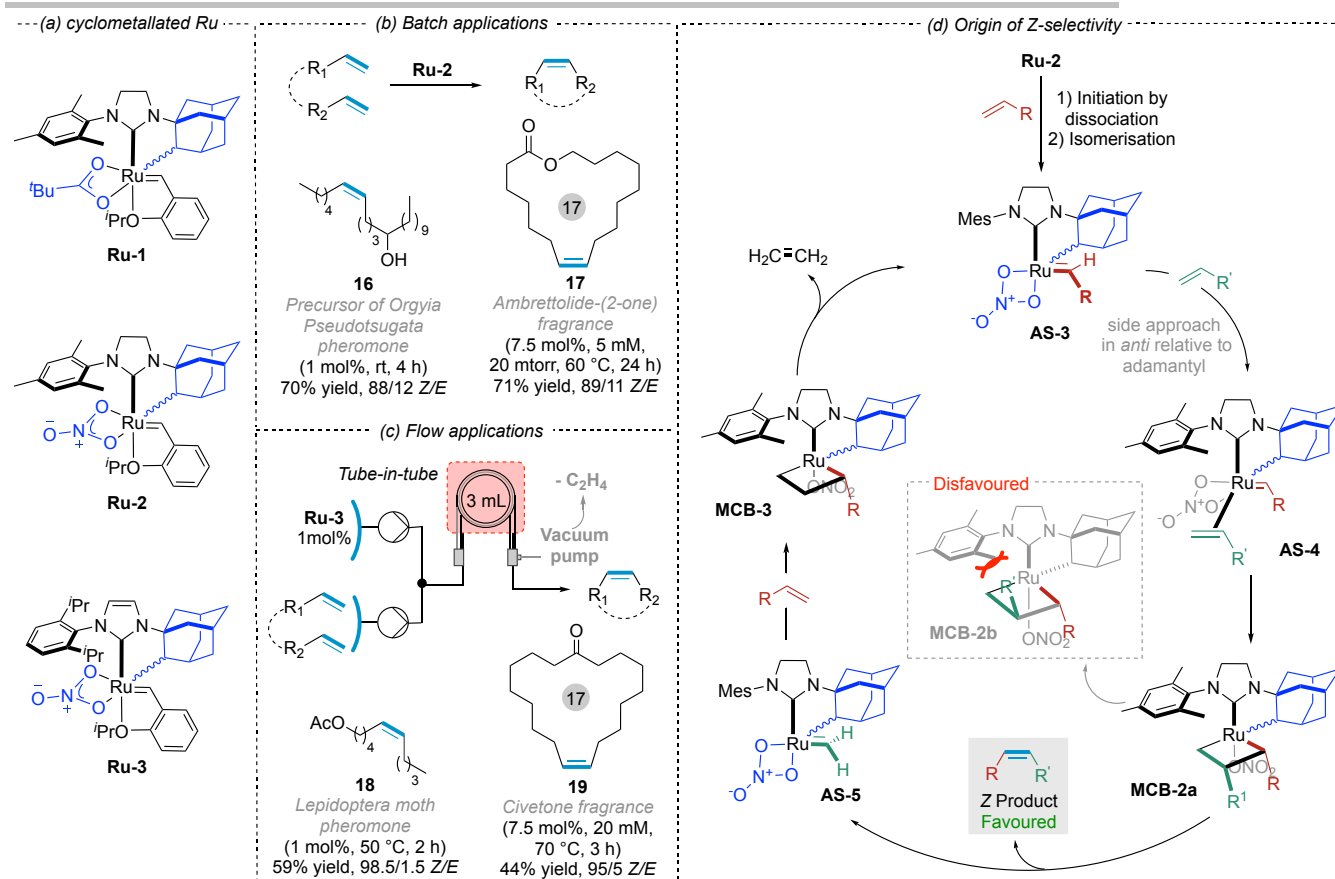 (a) cyclometallated Ru
N
N
Ru
O
O
tBu
iPrO
Ru-1
N
N
Ru
O
O
N
+
-
O
iPrO
Ru-2
iPr
N
N
iPr
Ru
O
O
N
+
-
O
iPrO
Ru-3
(b) Batch applications
R1
R2
Ru-2
R1
R2
( )4
( )3
( )9
OH
16
Precursor of Orgyia
Pseudotsugata
pheromone
(1 mol%, rt, 4 h)
70% yield, 88/12 Z/E
O
O
17
17
Ambrettolide-(2-one)
fragrance
(7.5 mol%, 5 mM,
20 mtorr, 60 °C, 24 h)
71% yield, 89/11 Z/E
(c) Flow applications
Tube-in-tube
3 mL
- C2H4
Vacuum
pump
Ru-3
1mol%
R1
R2
R1
R2
AcO
( )4
( )3
18
Lepidoptera moth
pheromone
(1 mol%, 50 °C, 2 h)
59% yield, 98.5/1.5 Z/E
O
17
19
Civetone fragrance
(7.5 mol%, 20 mM,
70 °C, 3 h)
44% yield, 95/5 Z/E
(d) Origin of Z-selectivity
Ru-2
R
1) Initiation by
dissociation
2) Isomerisation
Mes
N
N
Ru
H
R
O
O
N+
-O
AS-3
R'
side approach
in anti relative to
adamantyl
H2C=CH2
N
N
Ru
R
O
N+
O
-O
R'
AS-4
N
N
Ru
ONO2
R
MCB-3
Disfavoured
N
N
Ru
R'
R
ONO2
MCB-2b
R
Mes
N
N
Ru
H
H
O
O
N+
-O
AS-5
R
R'
Z Product
Favoured
N
N
Ru
ONO2
R
R1
MCB-2a